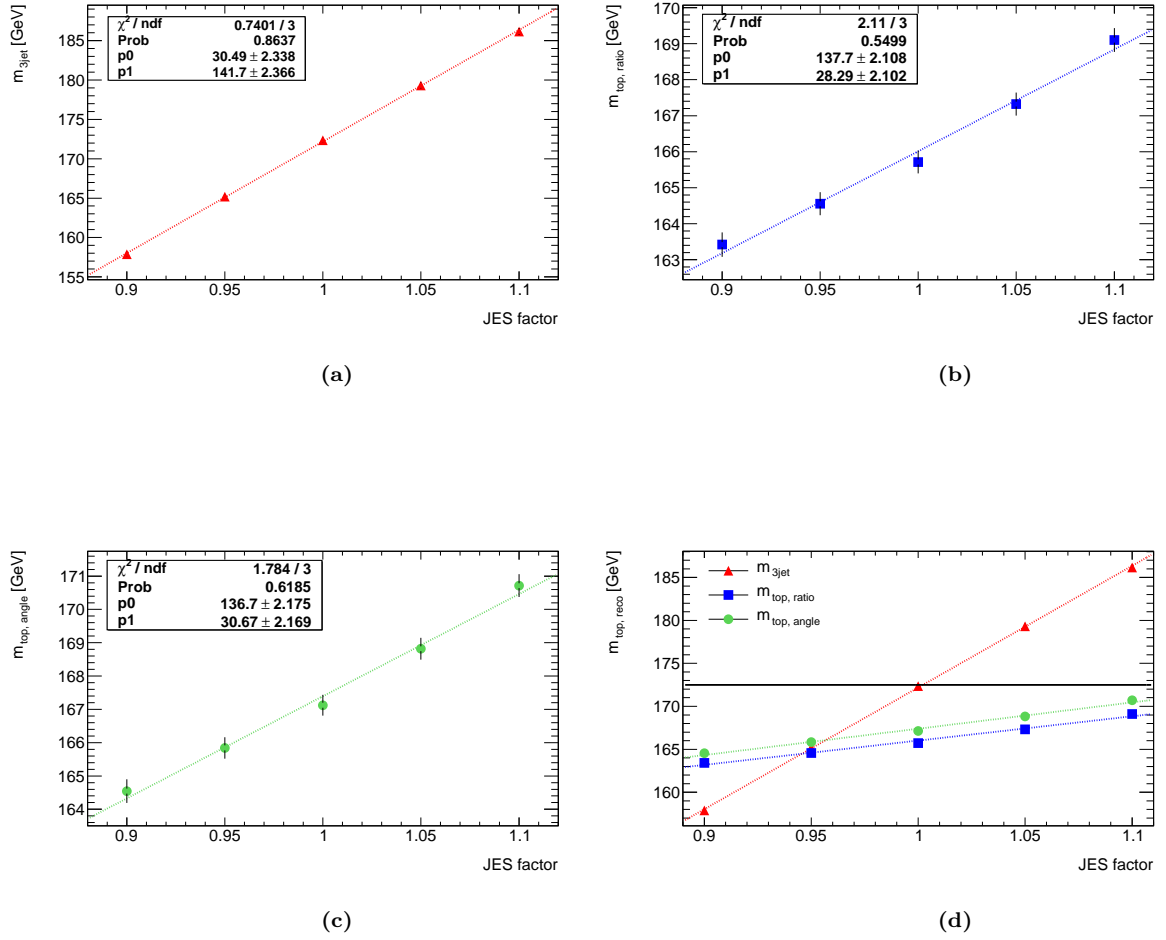 m3jet [GeV]
χ² / ndf 0.7401 / 3
Prob 0.8637
p0 30.49 ± 2.338
p1 141.7 ± 2.366
185
180
175
170
165
160
155
0.9 0.95 1 1.05 1.1
JES factor
(a)
mtop, ratio [GeV]
χ² / ndf 2.11 / 3
Prob 0.5499
p0 137.7 ± 2.108
p1 28.29 ± 2.102
170
169
168
167
166
165
164
163
0.9 0.95 1 1.05 1.1
JES factor
(b)
mtop, angle [GeV]
χ² / ndf 1.784 / 3
Prob 0.6185
p0 136.7 ± 2.175
p1 30.67 ± 2.169
171
170
169
168
167
166
165
164
0.9 0.95 1 1.05 1.1
JES factor
(c)
mtop, reco [GeV]
m3jet
mtop, ratio
mtop, angle
185
180
175
170
165
160
0.9 0.95 1 1.05 1.1
JES factor
(d)